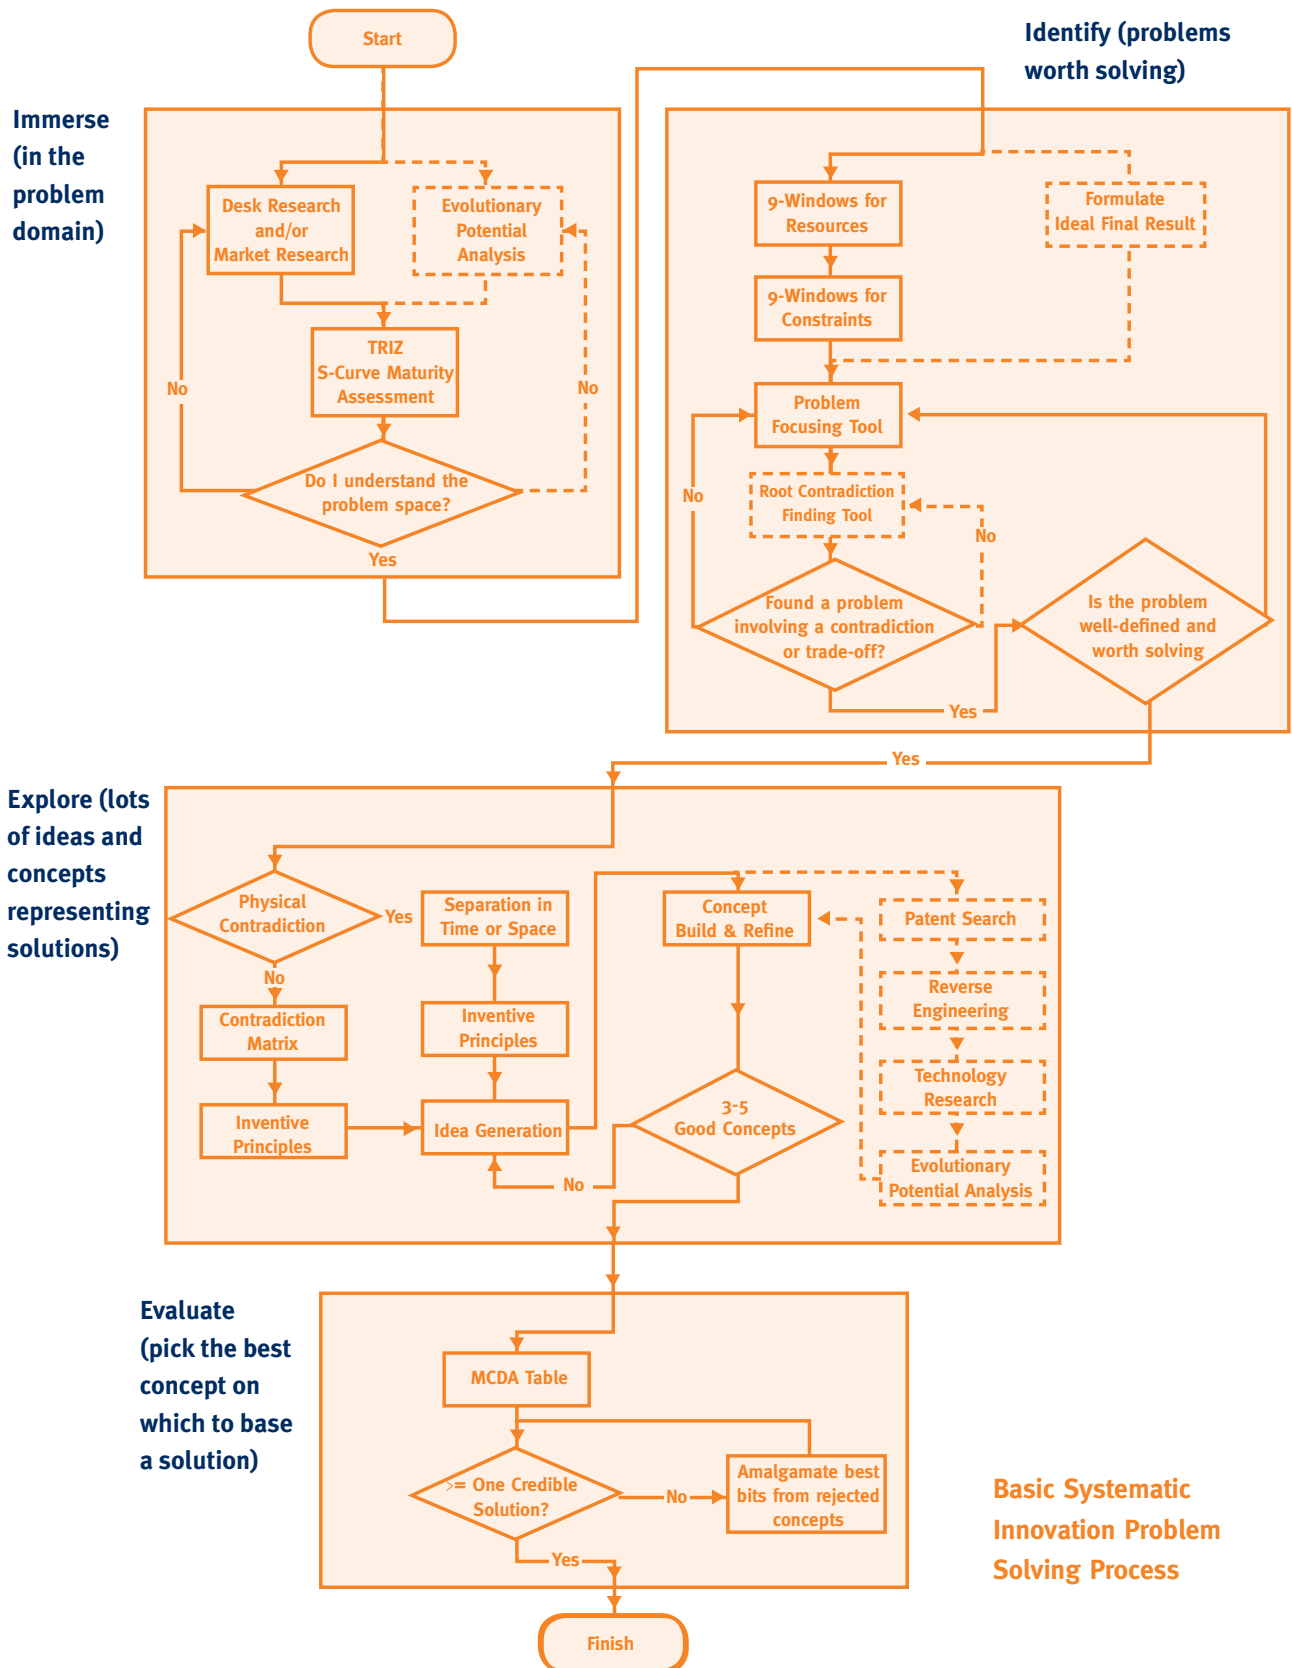 Start
Immerse
(in the
problem
domain)
Desk Research
and/or
Market Research
Evolutionary
Potential
Analysis
TRIZ
S-Curve Maturity
Assessment
No
No
Do I understand the
problem space?
Yes
Identify (problems
worth solving)
9-Windows for
Resources
Formulate
Ideal Final Result
9-Windows for
Constraints
Problem
Focusing Tool
Root Contradiction
Finding Tool
No
No
Found a problem
involving a contradiction
or trade-off?
Is the problem
well-defined and
worth solving
Yes
Yes
Explore (lots
of ideas and
concepts
representing
solutions)
Physical
Contradiction
Yes
No
Contradiction
Matrix
Inventive
Principles
Separation in
Time or Space
Inventive
Principles
Idea Generation
Concept
Build & Refine
3-5
Good Concepts
No
Patent Search
Reverse
Engineering
Technology
Research
Evolutionary
Potential Analysis
Evaluate
(pick the best
concept on
which to base
a solution)
MCDA Table
>= One Credible
Solution?
No
Amalgamate best
bits from rejected
concepts
Yes
Finish
Basic Systematic
Innovation Problem
Solving Process